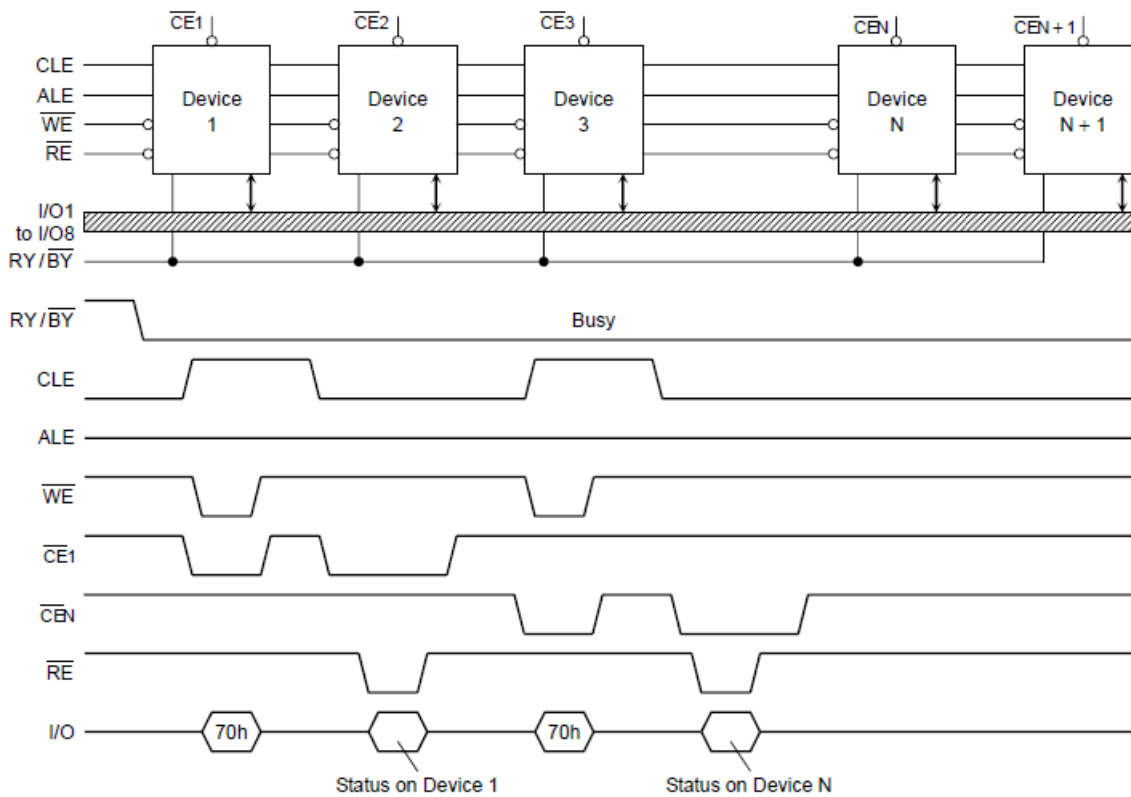 CE1 CE2 CE3 CEN CEN + 1
CLE
ALE
WE
RE
Device 1
Device 2
Device 3
Device N
Device N + 1
I/O1 to I/O8
RY / BY
RY / BY
Busy
CLE
ALE
WE
CE1
CEN
RE
I/O
70h
70h
Status on Device 1
Status on Device N